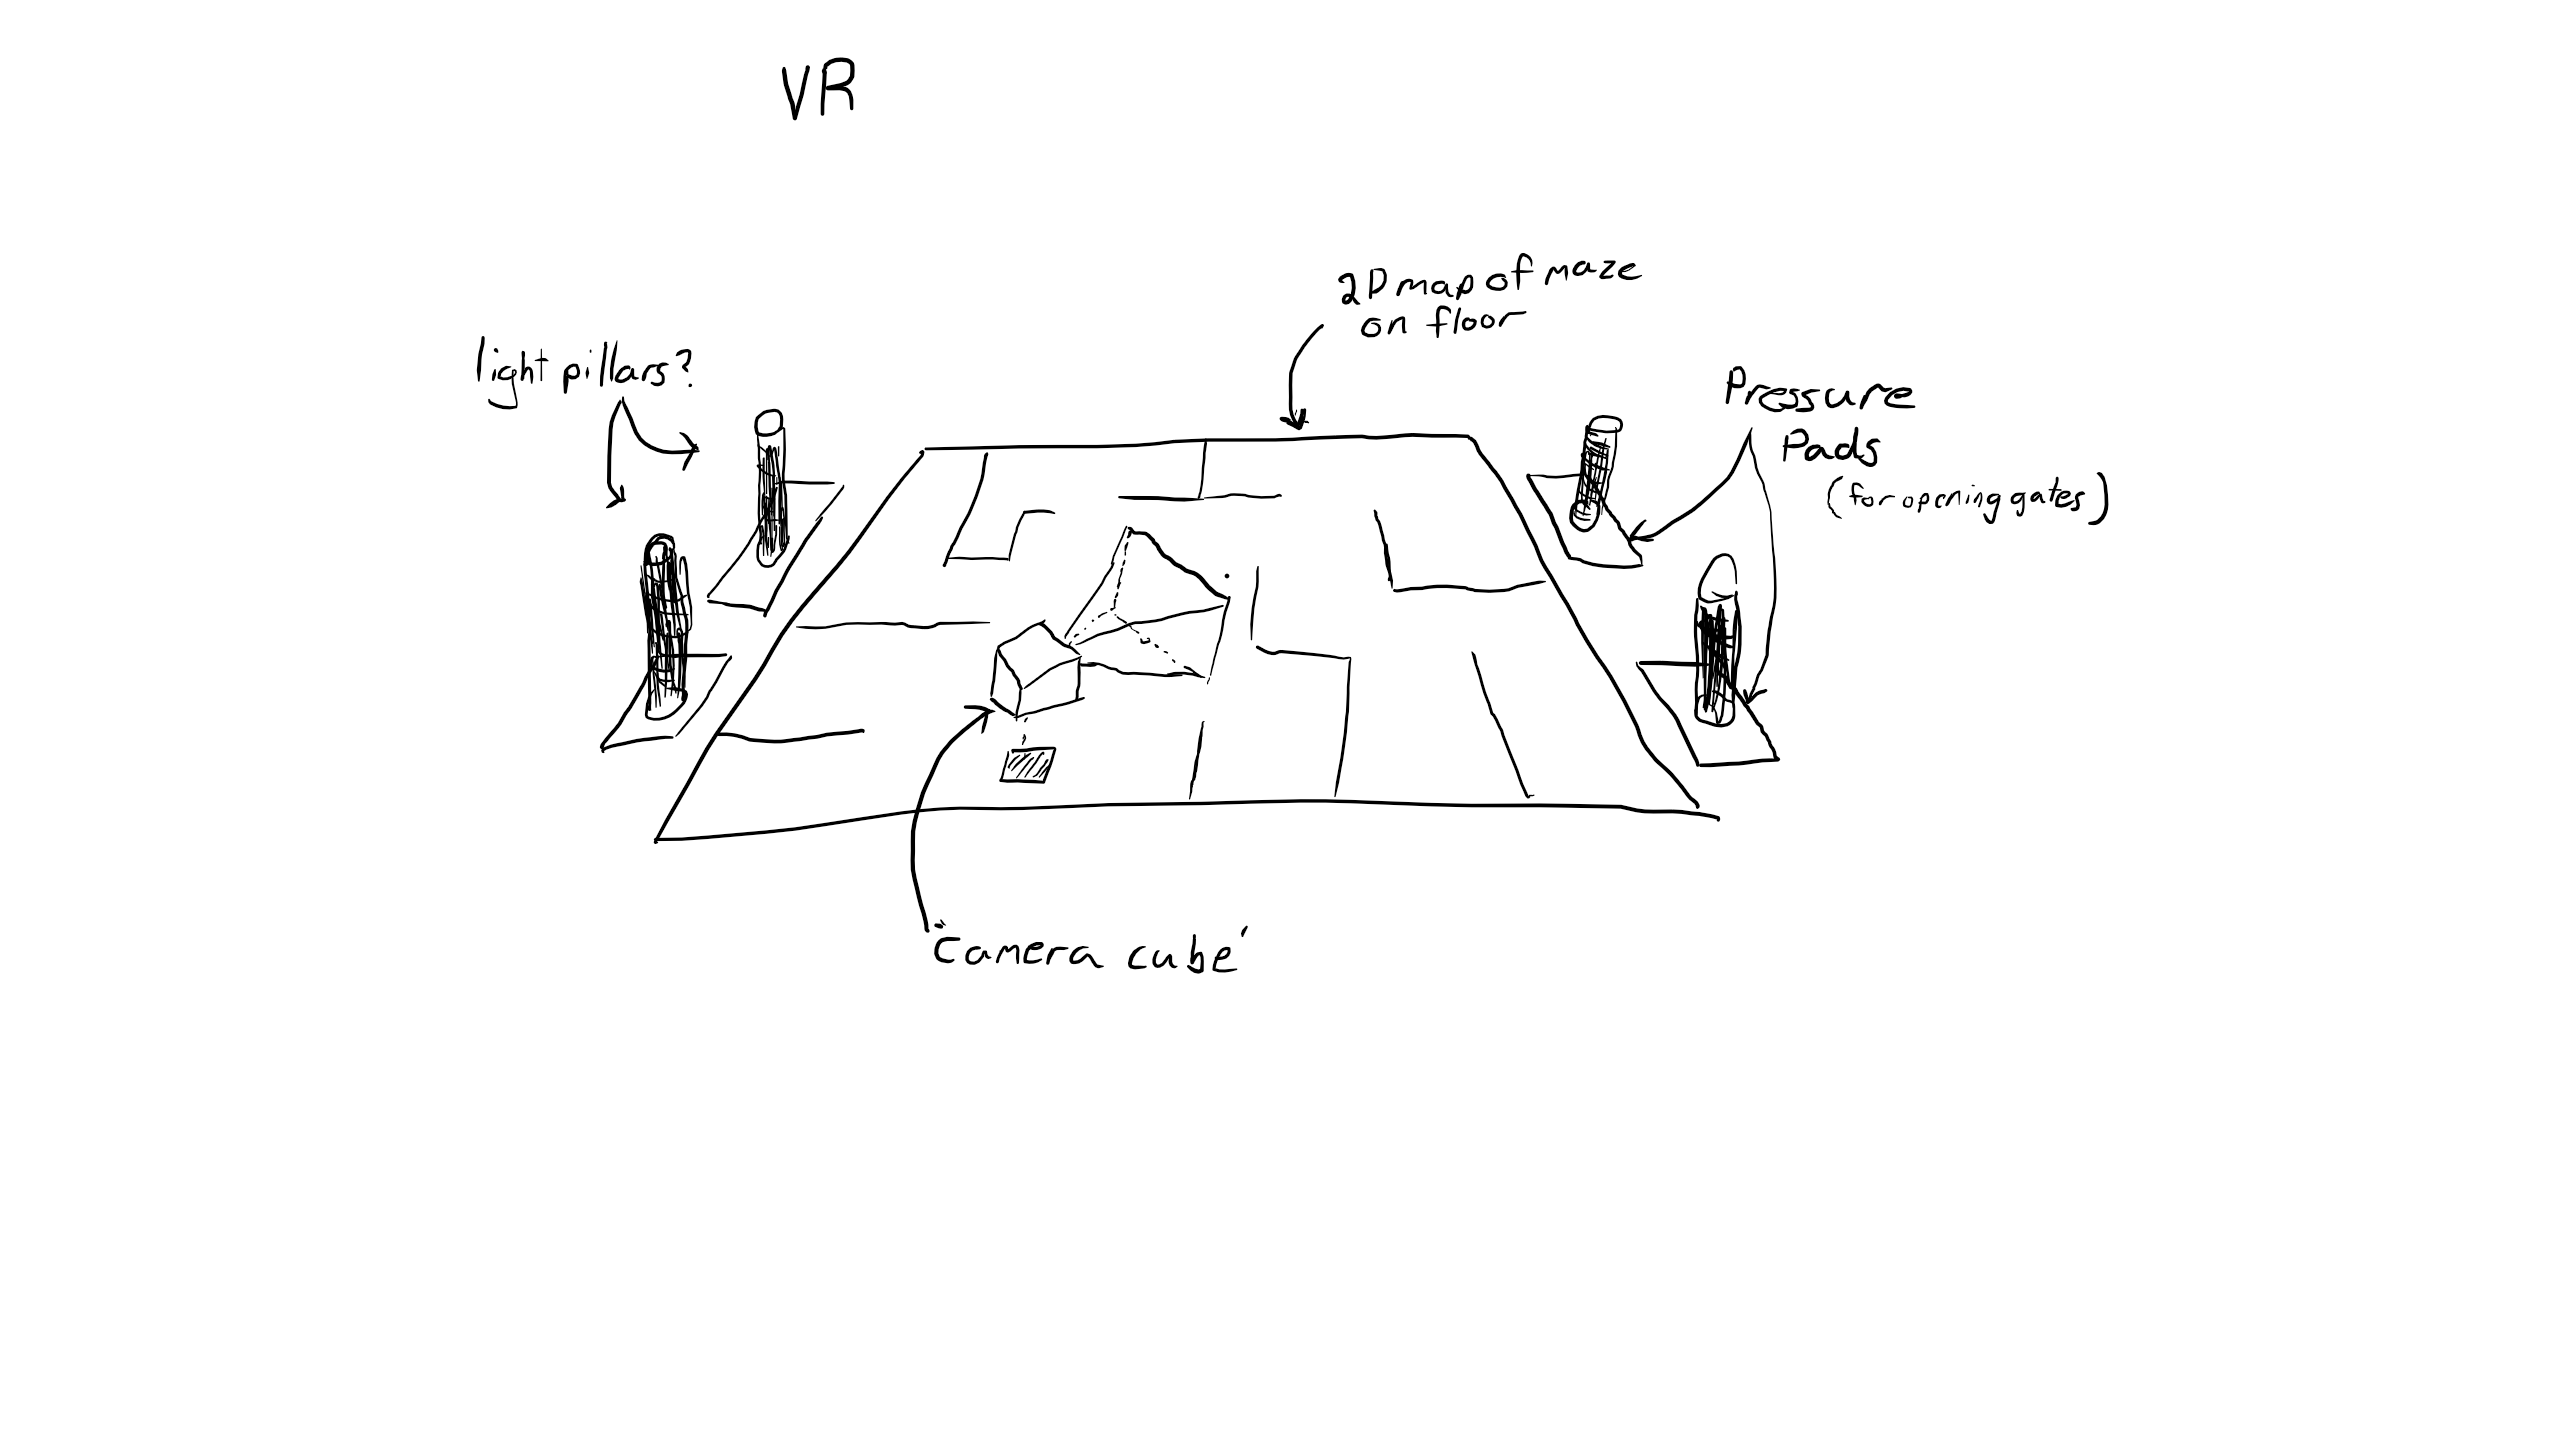 VR
2D map of maze
on floor
light pillars?
Pressure
Pads
(for opening gates)
"Camera cube"